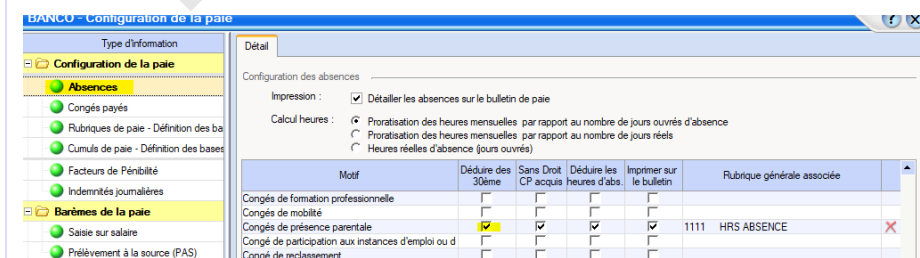 BANCO - Configuration de la paie
Type d'information
Configuration de la paie
Absences
Congés payés
Rubriques de paie - Définition des ba
Cumuls de paie - Définition des bases
Facteurs de Pénibilité
Indemnités journalières
Barèmes de la paie
Saisie sur salaire
Prélèvement à la source (PAS)
Détail
Configuration des absences
Impression : Détailler les absences sur le bulletin de paie
Calcul heures : Proratisation des heures mensuelles par rapport au nombre de jours ouvrés d'absence
Proratisation des heures mensuelles par rapport au nombre de jours réels
Heures réelles d'absence (jours ouvrés)
Motif Déduire des 30ème Sans Droit CP acquis Déduire les heures d'abs. Imprimer sur le bulletin Rubrique générale associée
Congés de formation professionnelle
Congés de mobilité
Congés de présence parentale 1111 HRS ABSENCE
Congé de participation aux instances d'emploi ou d
Congé de reclassement